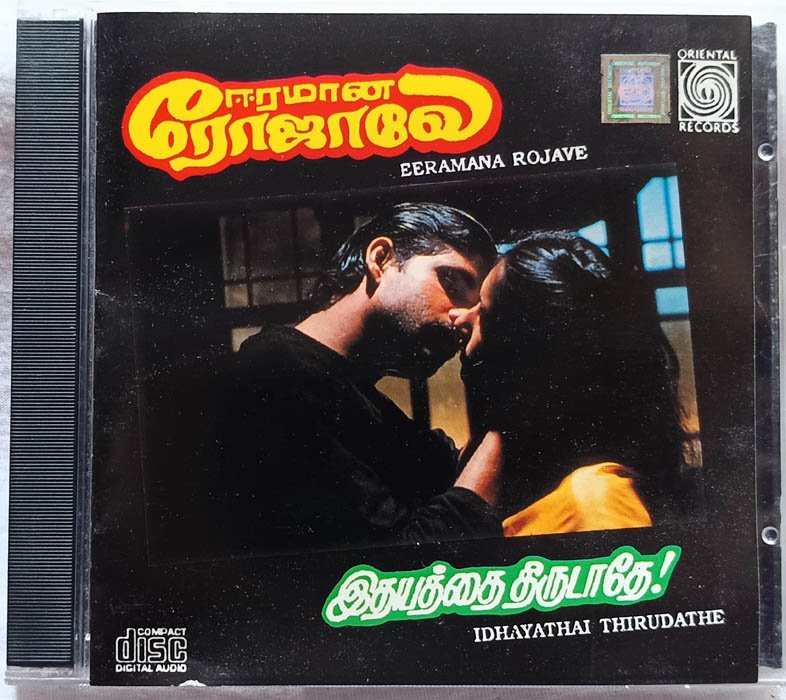 ஈரமான
ரோஜாவே
EERAMANA ROJAVE
ORIENTAL
RECORDS
இதயத்தை திருடாதே!
IDHAYATHAI THIRUDATHE
COMPACT
disc
DIGITAL AUDIO